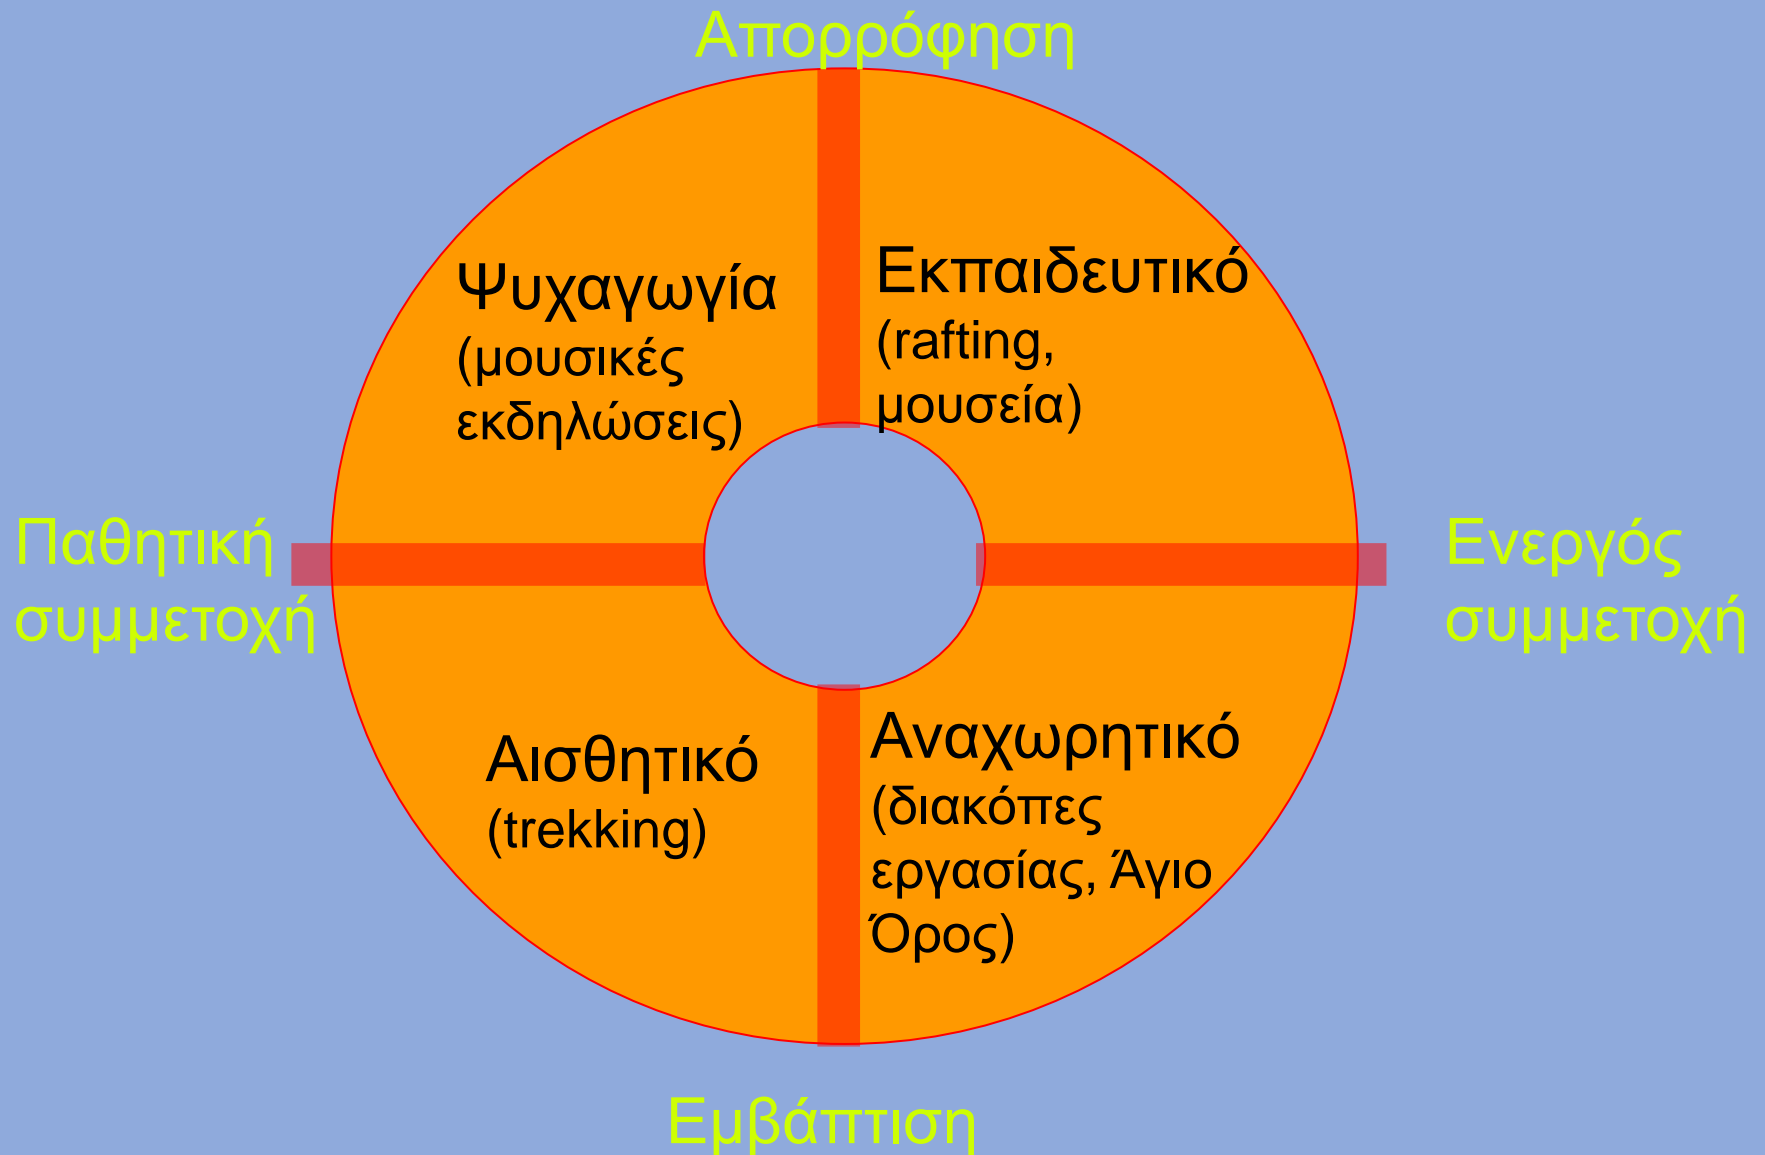 Απορρόφηση
Ψυχαγωγία
(μουσικές
εκδηλώσεις)
Εκπαιδευτικό
(rafting,
μουσεία)
Παθητική
συμμετοχή
Ενεργός
συμμετοχή
Αισθητικό
(trekking)
Αναχωρητικό
(διακόπες
εργασίας, Άγιο
Όρος)
Εμβάπτιση